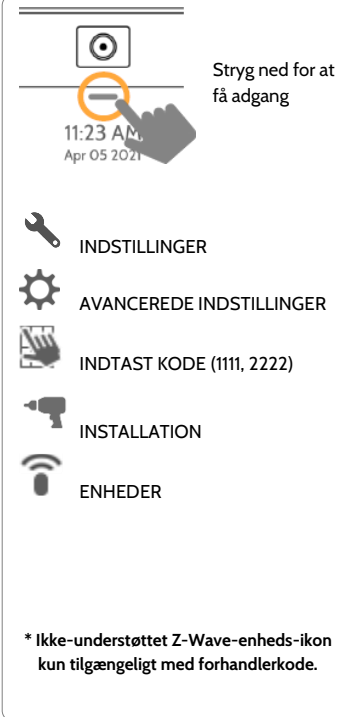 Stryg ned for at
få adgang
11:23 AM
Apr 05 2021
INDSTILLINGER
AVANCEREDE INDSTILLINGER
INDTAST KODE (1111, 2222)
INSTALLATION
ENHEDER
* Ikke-understøttet Z-Wave-enheds-ikon
kun tilgængeligt med forhandlerkode.